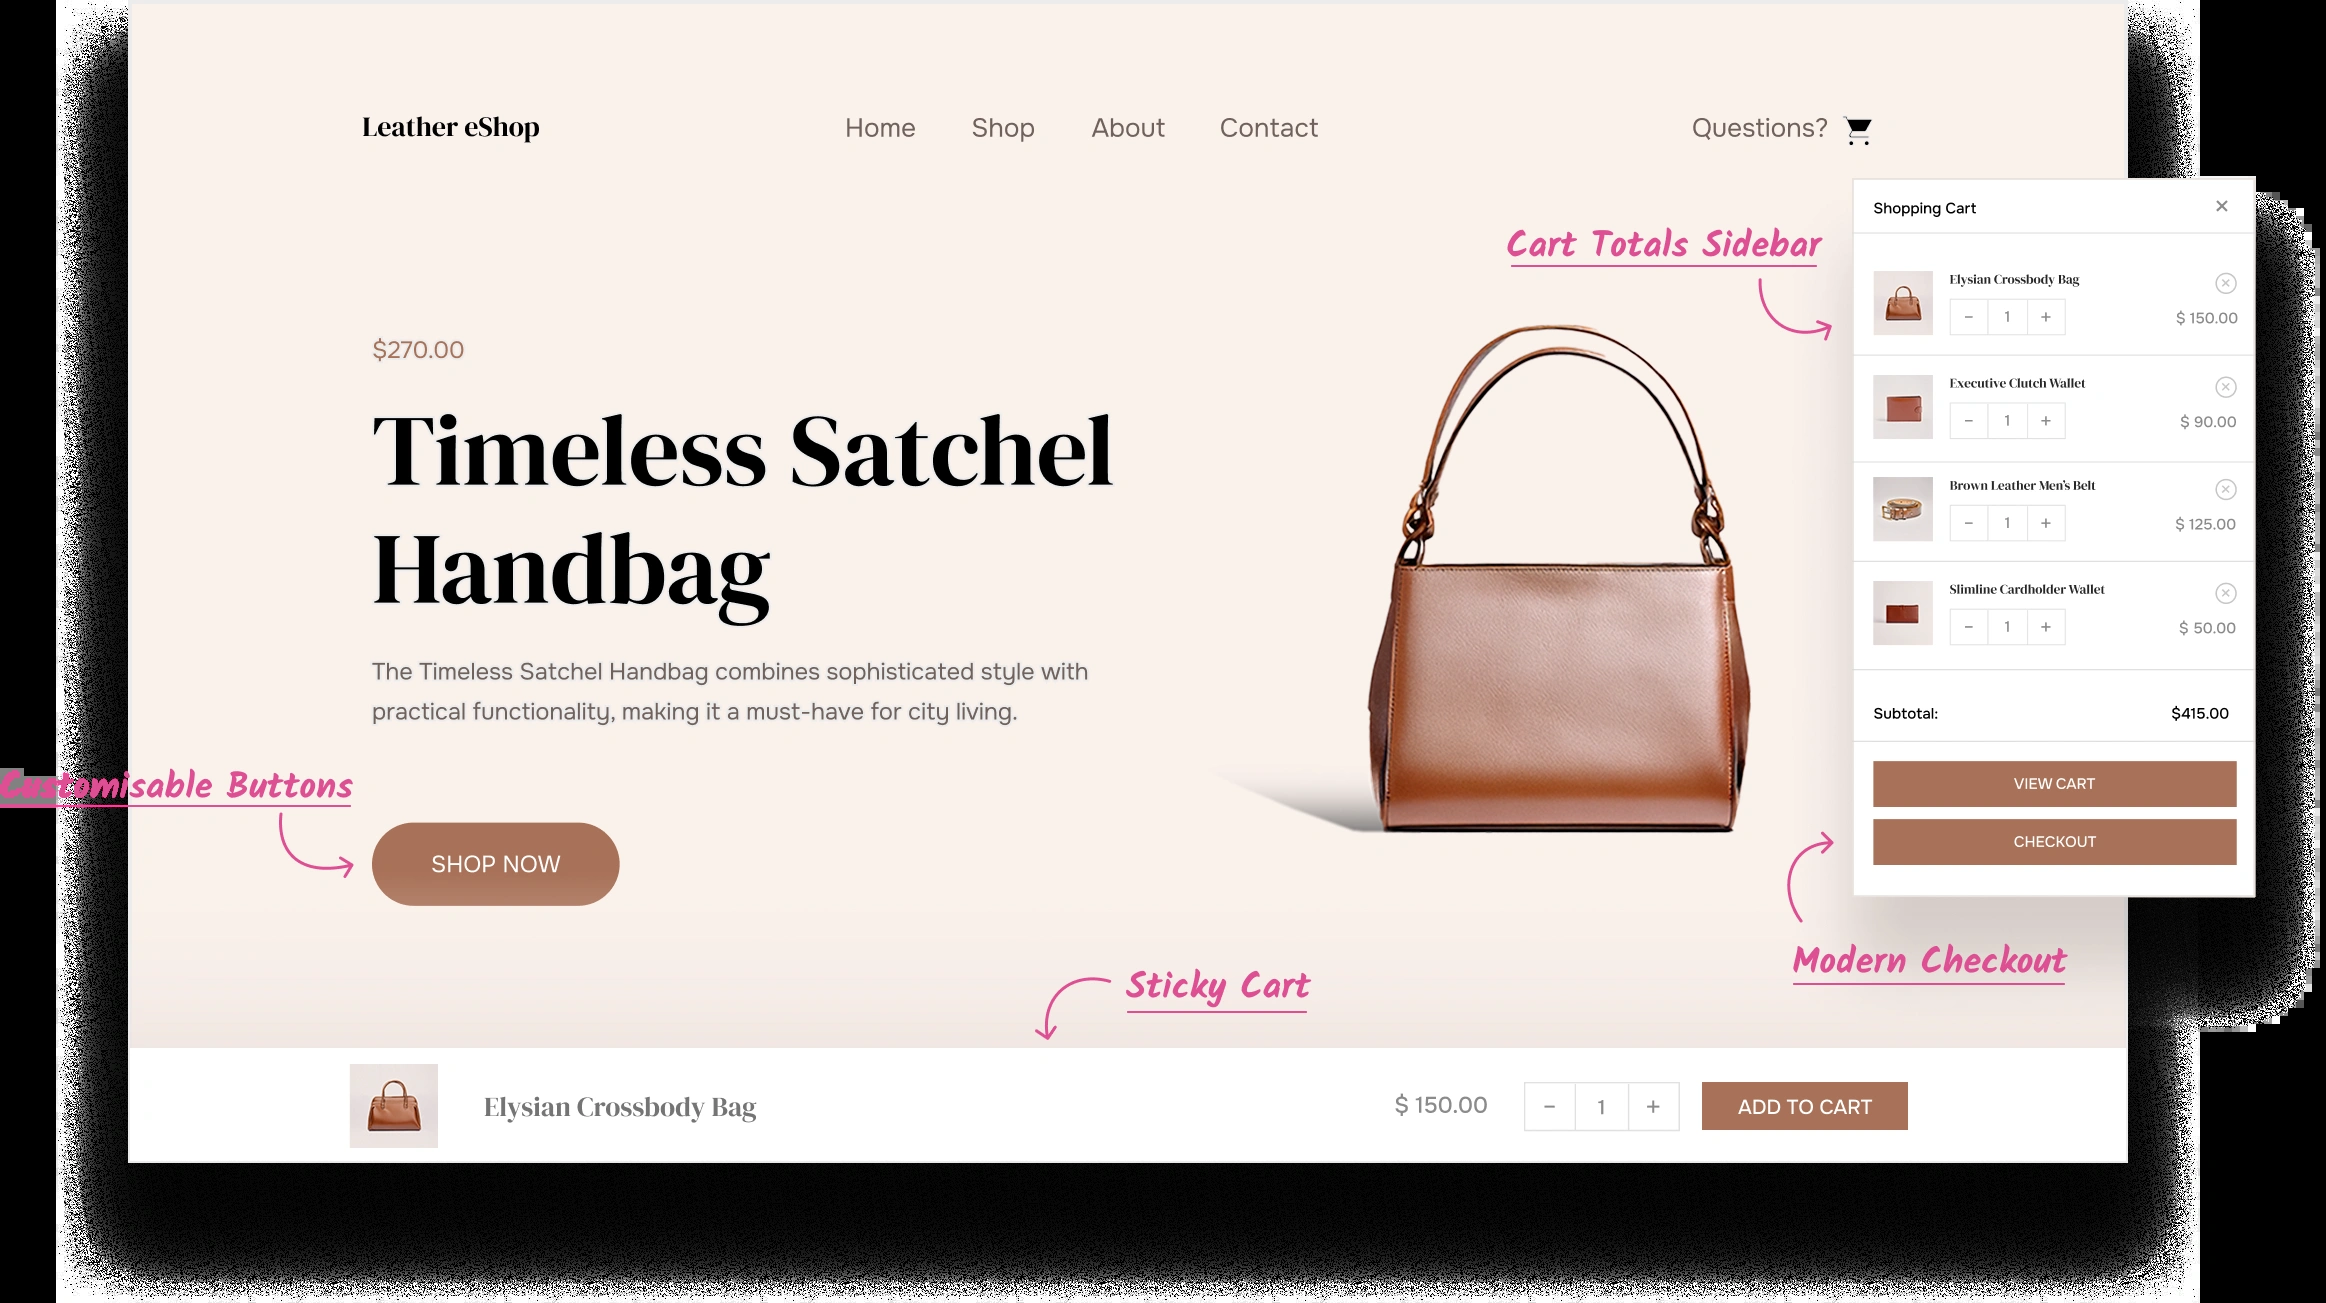 Leather eShop
Home Shop About Contact
Questions?
Shopping Cart
Cart Totals Sidebar
Elysian Crossbody Bag
− 1 +
$ 150.00
Executive Clutch Wallet
− 1 +
$ 90.00
Brown Leather Men's Belt
− 1 +
$ 125.00
Slimline Cardholder Wallet
− 1 +
$ 50.00
Subtotal: $415.00
VIEW CART
CHECKOUT
$270.00
Timeless Satchel
Handbag
The Timeless Satchel Handbag combines sophisticated style with
practical functionality, making it a must-have for city living.
Customisable Buttons
SHOP NOW
Modern Checkout
Sticky Cart
Elysian Crossbody Bag
$ 150.00
− 1 +
ADD TO CART